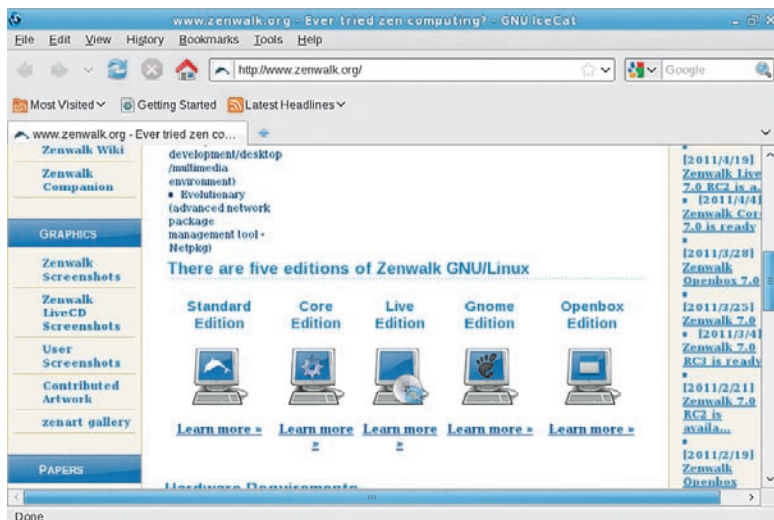 www.zenwalk.org - Ever tried zen computing? - GNU IceCat
File Edit View History Bookmarks Tools Help
http://www.zenwalk.org/
Google
Most Visited
Getting Started
Latest Headlines
www.zenwalk.org - Ever tried zen co...
Zenwalk Wiki
Zenwalk
Companion
GRAPHICS
Zenwalk
Screenshots
Zenwalk
LiveCD
Screenshots
User
Screenshots
Contributed
Artwork
zenart gallery
PAPERS
development/desktop
/multimedia
environment)
Evolutionary
(advanced network
package
management tool -
Netpkg)
There are five editions of Zenwalk GNU/Linux
Standard
Edition
Core
Edition
Live
Edition
Gnome
Edition
Openbox
Edition
Learn more »
Learn more
»
Learn more
»
Learn more »
Learn more »
Hardware Requirements
[2011/4/19]
Zenwalk Live
7.0 RC2 is a.
[2011/4/4]
Zenwalk Cor
7.0 is ready
[2011/3/28]
Zenwalk
Openbox 7.0
[2011/3/25]
Zenwalk 7.0
[2011/3/4]
Zenwalk 7.0
RC3 is ready
[2011/2/21]
Zenwalk 7.0
RC2 is
availa...
[2011/2/19]
Zenwalk
Openbox
Done